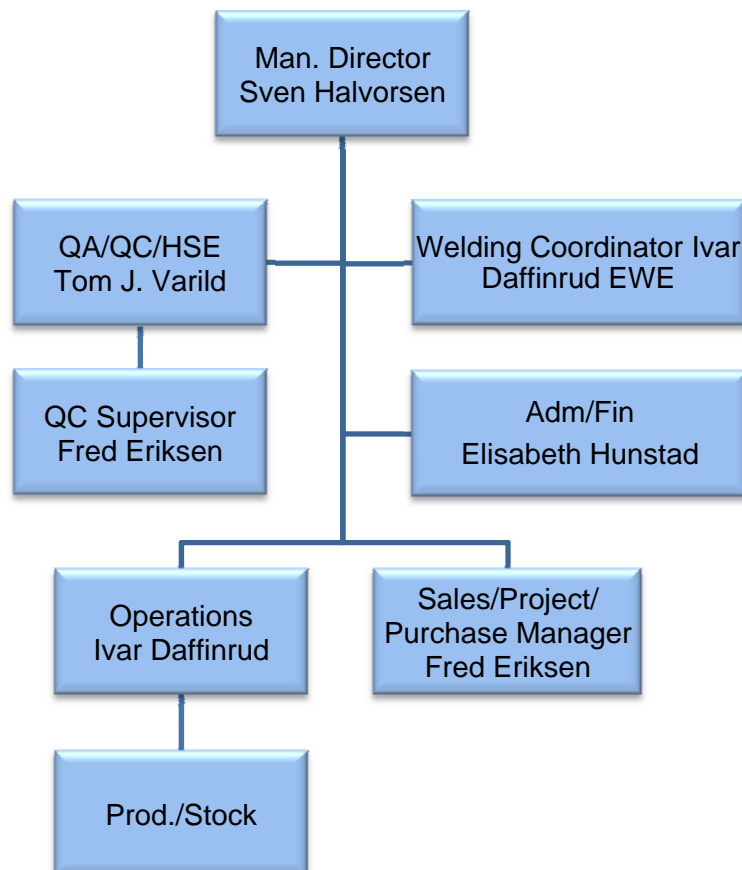 Man. Director
Sven Halvorsen
QA/QC/HSE
Tom J. Varild
Welding Coordinator Ivar
Daffinrud EWE
QC Supervisor
Fred Eriksen
Adm/Fin
Elisabeth Hunstad
Operations
Ivar Daffinrud
Sales/Project/
Purchase Manager
Fred Eriksen
Prod./Stock